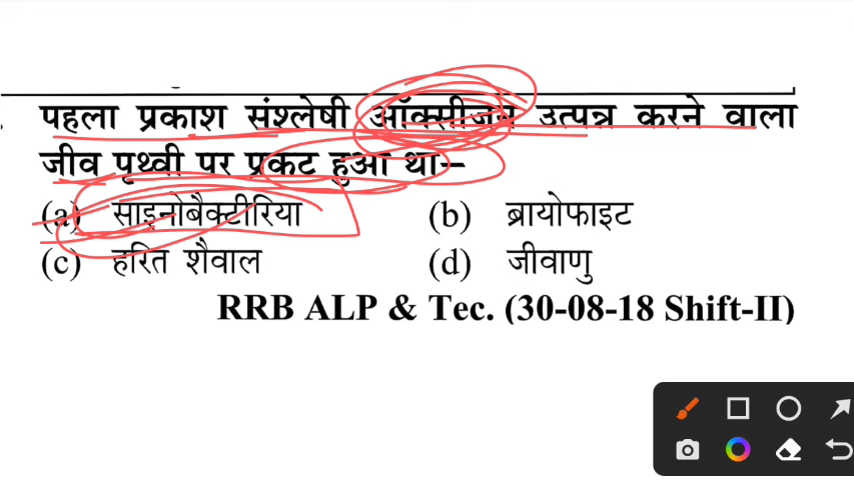 पहला प्रकाश संश्लेषी ऑक्सीजन उत्पन्न करने वाला
जीव पृथ्वी पर प्रकट हुआ था–
(a) साइनोबैक्टीरिया (b) ब्रायोफाइट
(c) हरित शैवाल (d) जीवाणु
RRB ALP & Tec. (30-08-18 Shift-II)